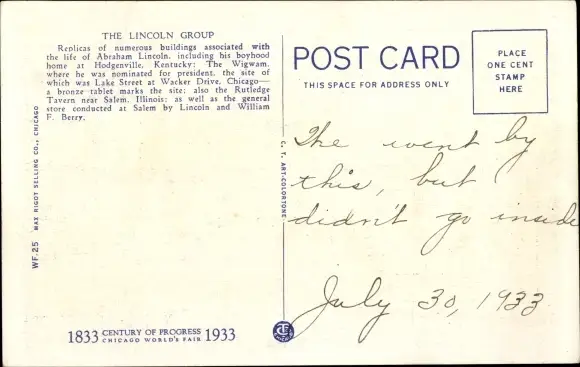 THE LINCOLN GROUP
Replicas of numerous buildings associated with
the life of Abraham Lincoln, including his boyhood
home at Hodgenville, Kentucky; The Wigwam,
where he was nominated for president, the site of
which was Lake Street at Wacker Drive, Chicago—
a bronze tablet marks the site; also the Rutledge
Tavern near Salem, Illinois; as well as the general
store conducted at Salem by Lincoln and William
F. Berry.
WF.25 MAX RIGOT SELLING CO., CHICAGO
1833 CENTURY OF PROGRESS 1933
CHICAGO WORLD'S FAIR
C. T. ART-COLORTONE
POST CARD
THIS SPACE FOR ADDRESS ONLY
PLACE
ONE CENT
STAMP
HERE
The went by
this, but
didn't go inside
July 30, 1933